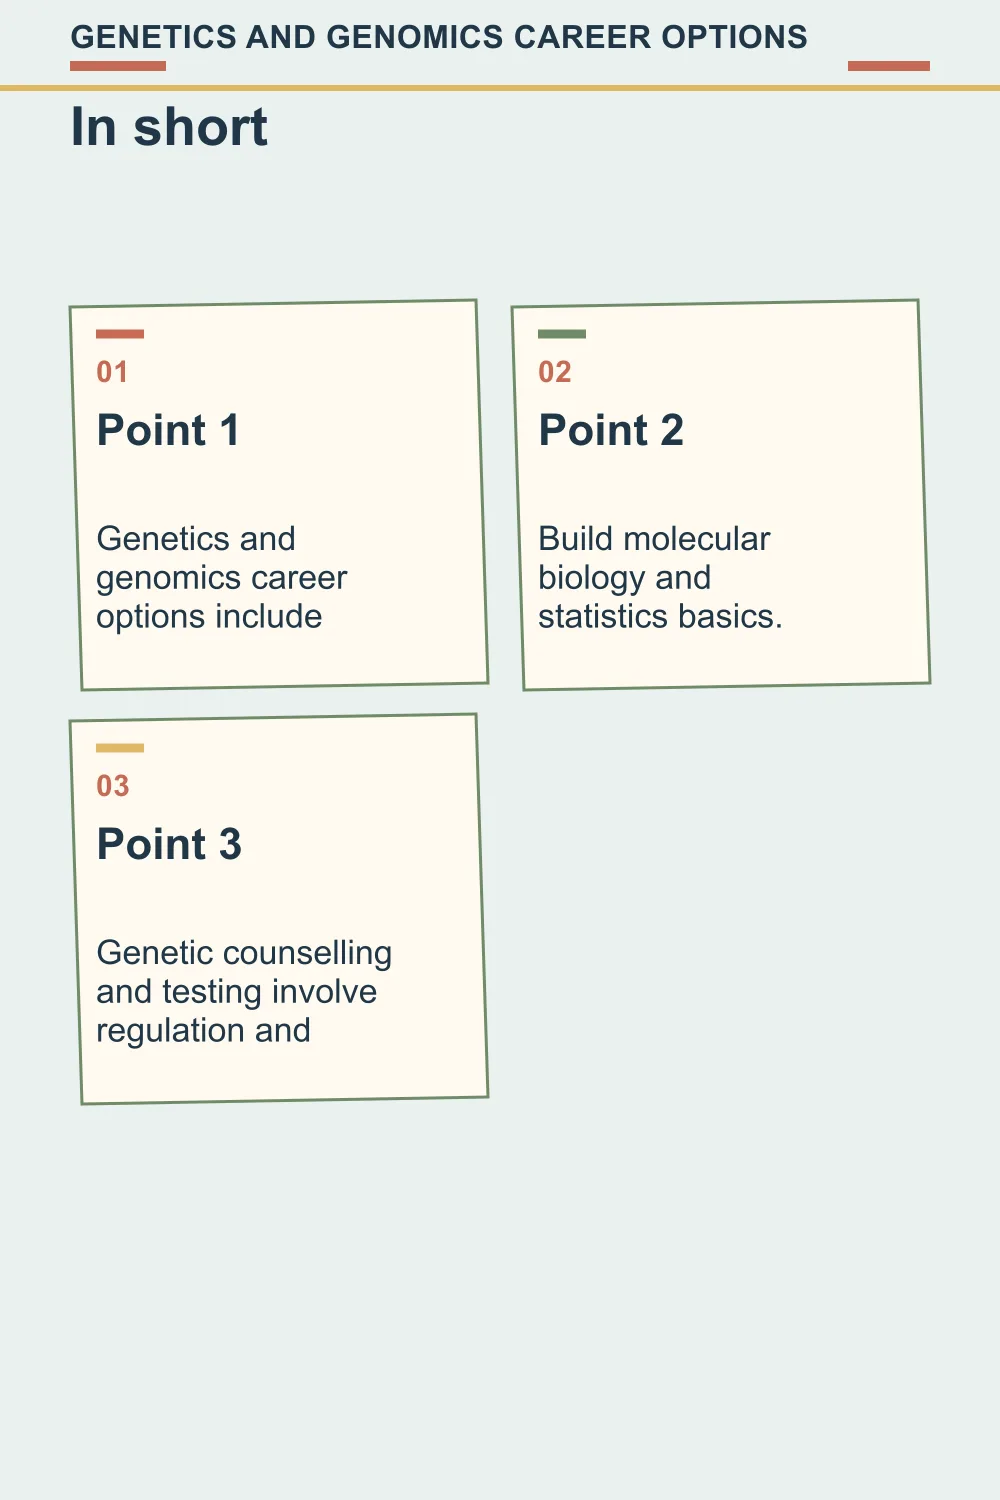 GENETICS AND GENOMICS CAREER OPTIONS
In short
01
Point 1
Genetics and
genomics career
options include
02
Point 2
Build molecular
biology and
statistics basics.
03
Point 3
Genetic counselling
and testing involve
regulation and